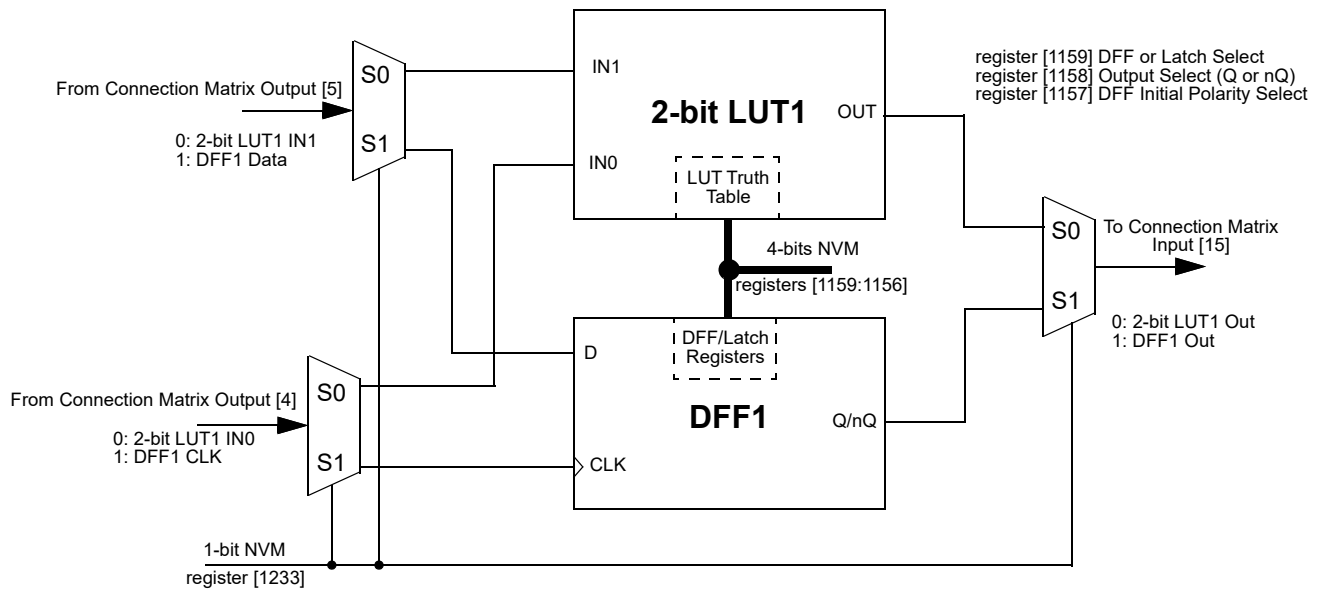 From Connection Matrix Output [5]
0: 2-bit LUT1 IN1
1: DFF1 Data
S0
S1
IN1
2-bit LUT1
OUT
IN0
LUT Truth
Table
register [1159] DFF or Latch Select
register [1158] Output Select (Q or nQ)
register [1157] DFF Initial Polarity Select
4-bits NVM
registers [1159:1156]
S0
S1
To Connection Matrix
Input [15]
0: 2-bit LUT1 Out
1: DFF1 Out
DFF/Latch
Registers
D
DFF1
Q/nQ
CLK
From Connection Matrix Output [4]
0: 2-bit LUT1 IN0
1: DFF1 CLK
S0
S1
1-bit NVM
register [1233]